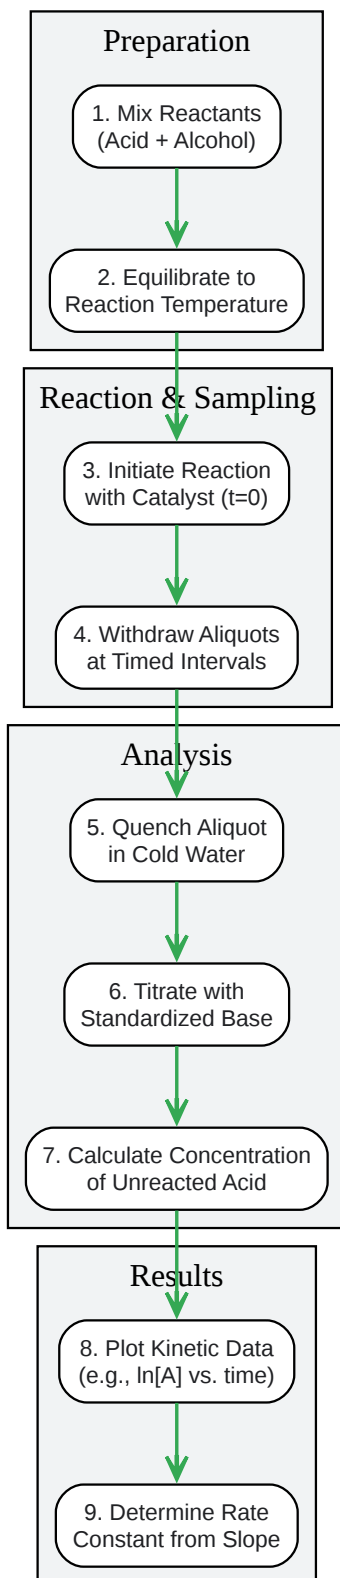 Preparation
1. Mix Reactants
(Acid + Alcohol)
2. Equilibrate to
Reaction Temperature
Reaction & Sampling
3. Initiate Reaction
with Catalyst (t=0)
4. Withdraw Aliquots
at Timed Intervals
Analysis
5. Quench Aliquot
in Cold Water
6. Titrate with
Standardized Base
7. Calculate Concentration
of Unreacted Acid
Results
8. Plot Kinetic Data
(e.g., ln[A] vs. time)
9. Determine Rate
Constant from Slope